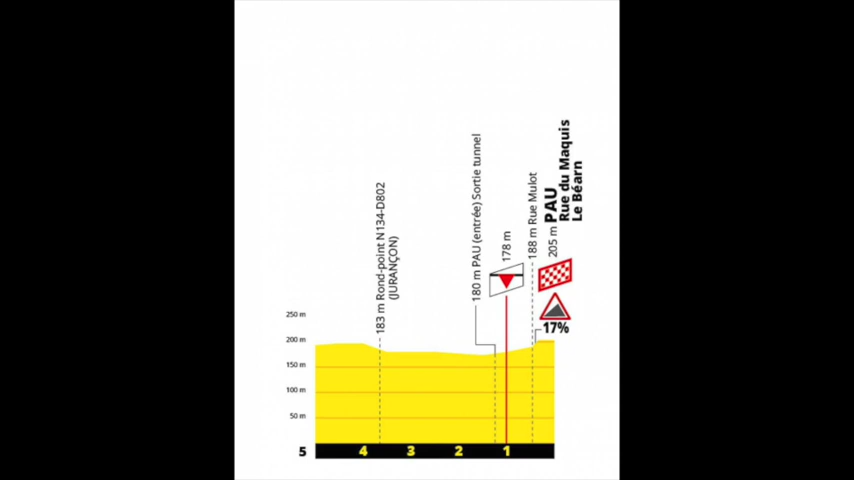 183 m Rond-point N134-D802
(JURANÇON)
180 m PAU (entrée) Sortie tunnel
178 m
188 m Rue Mulot
205 m PAU
Rue du Maquis
Le Béarn
17%
250 m
200 m
150 m
100 m
50 m
5 4 3 2 1